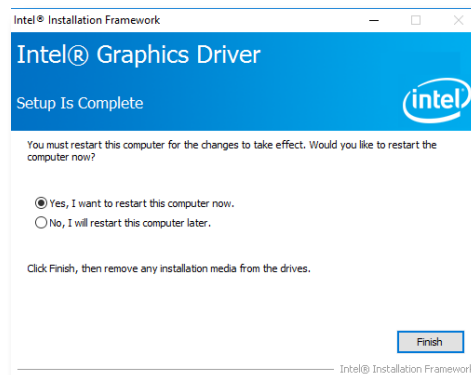 Intel® Installation Framework
Intel® Graphics Driver
Setup Is Complete
intel
You must restart this computer for the changes to take effect. Would you like to restart the
computer now?
Yes, I want to restart this computer now.
No, I will restart this computer later.
Click Finish, then remove any installation media from the drives.
Finish
Intel® Installation Framework